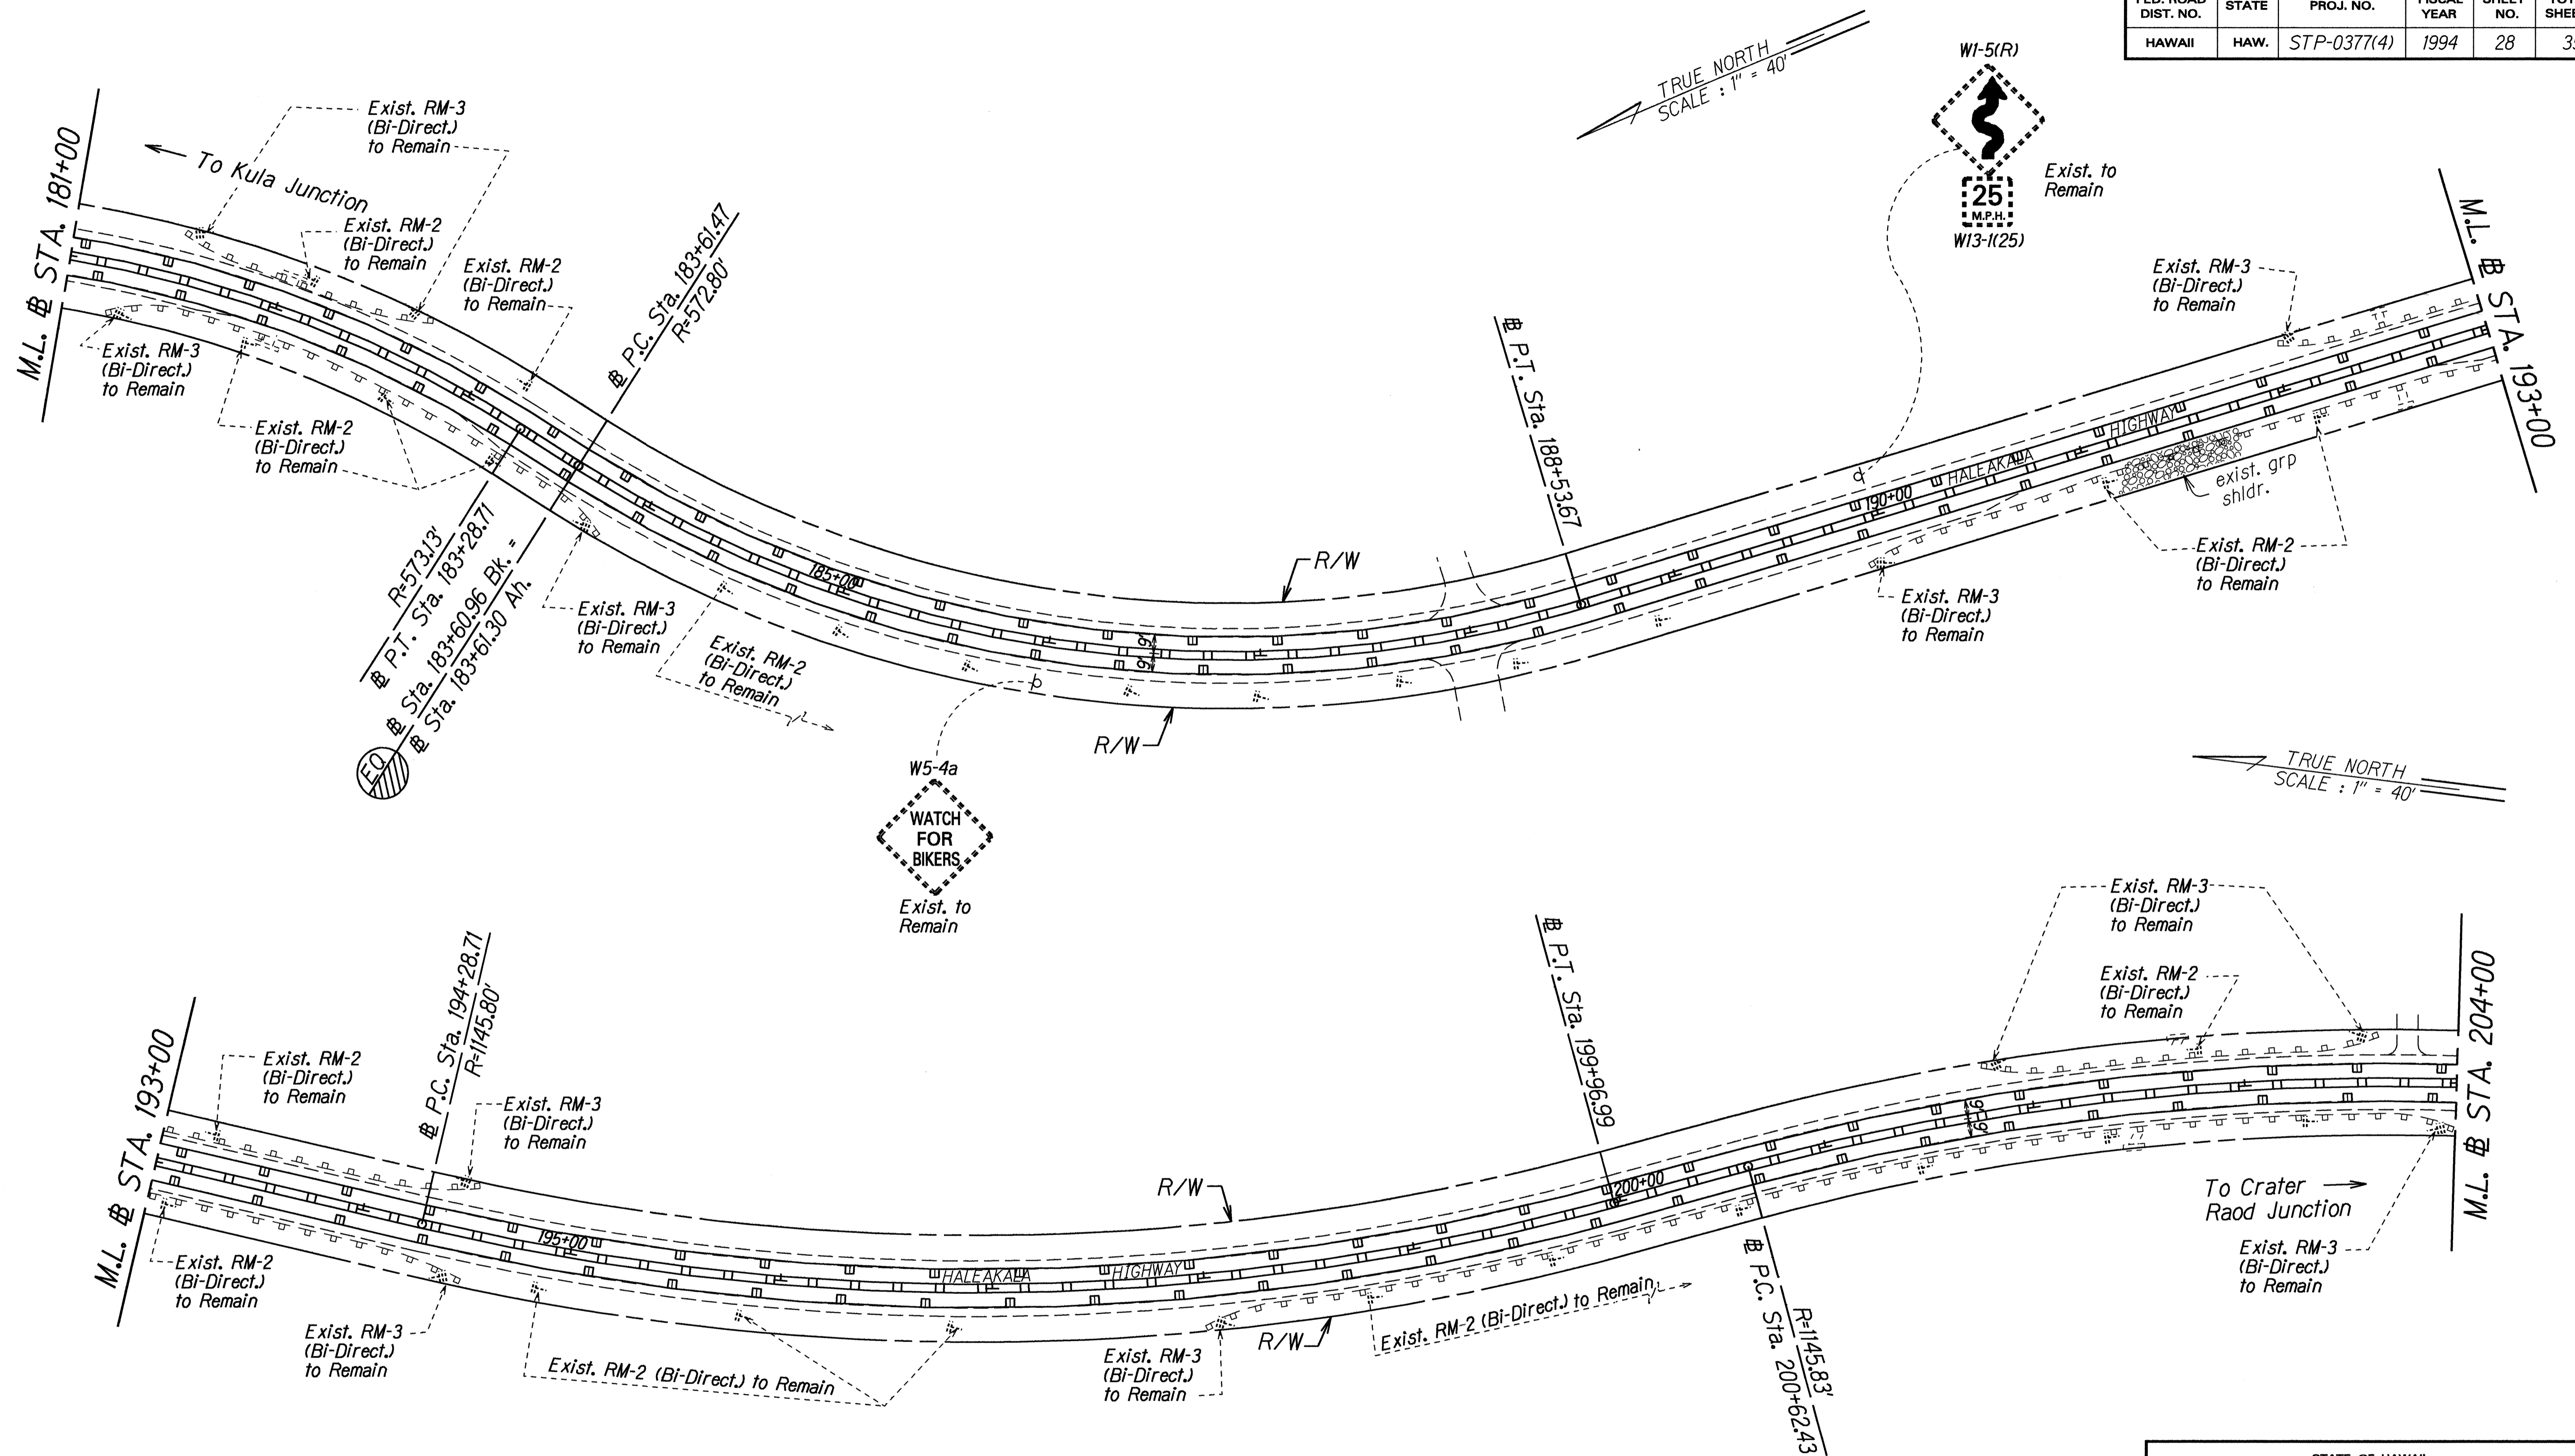 DIST. NO.
STATE
PROJ. NO.
YEAR
NO.
HAWAII
HAW.
STP-0377(4)
1994
28
TRUE NORTH
SCALE : 1" = 40'
W1-5(R)
25
M.P.H.
W13-1(25)
Exist. to
Remain
M.L. B STA. 181+00
To Kula Junction
Exist. RM-3
(Bi-Direct.)
to Remain
Exist. RM-2
(Bi-Direct.)
to Remain
Exist. RM-2
(Bi-Direct.)
to Remain
B P.C. Sta. 183+61.47
R=572.80'
Exist. RM-3
(Bi-Direct.)
to Remain
Exist. RM-2
(Bi-Direct.)
to Remain
R=573.13'
B P.T. Sta. 183+28.71
B Sta. 183+60.96 Bk. =
B Sta. 183+61.30 Ah.
EQ
Exist. RM-3
(Bi-Direct.)
to Remain
Exist. RM-2
(Bi-Direct.)
to Remain
185+00
9'
9'
R/W
R/W
W5-4a
WATCH
FOR
BIKERS
Exist. to
Remain
B P.T. Sta. 188+53.67
190+00
HALEAKALA
HIGHWAY
Exist. RM-3
(Bi-Direct.)
to Remain
exist. grp
shldr.
Exist. RM-2
(Bi-Direct.)
to Remain
Exist. RM-3
(Bi-Direct.)
to Remain
M.L. B STA. 193+00
TRUE NORTH
SCALE : 1" = 40'
M.L. B STA. 193+00
Exist. RM-2
(Bi-Direct.)
to Remain
B P.C. Sta. 194+28.71
R=1145.80'
Exist. RM-3
(Bi-Direct.)
to Remain
Exist. RM-2
(Bi-Direct.)
to Remain
Exist. RM-3
(Bi-Direct.)
to Remain
195+00
Exist. RM-2 (Bi-Direct.) to Remain
HALEAKALA
HIGHWAY
R/W
R/W
Exist. RM-3
(Bi-Direct.)
to Remain
Exist. RM-2 (Bi-Direct.) to Remain
B P.T. Sta. 199+96.99
200+00
R=1145.83'
B P.C. Sta. 200+62.43
9'
9'
Exist. RM-3
(Bi-Direct.)
to Remain
Exist. RM-2
(Bi-Direct.)
to Remain
To Crater
Raod Junction
Exist. RM-3
(Bi-Direct.)
to Remain
M.L. B STA. 204+00